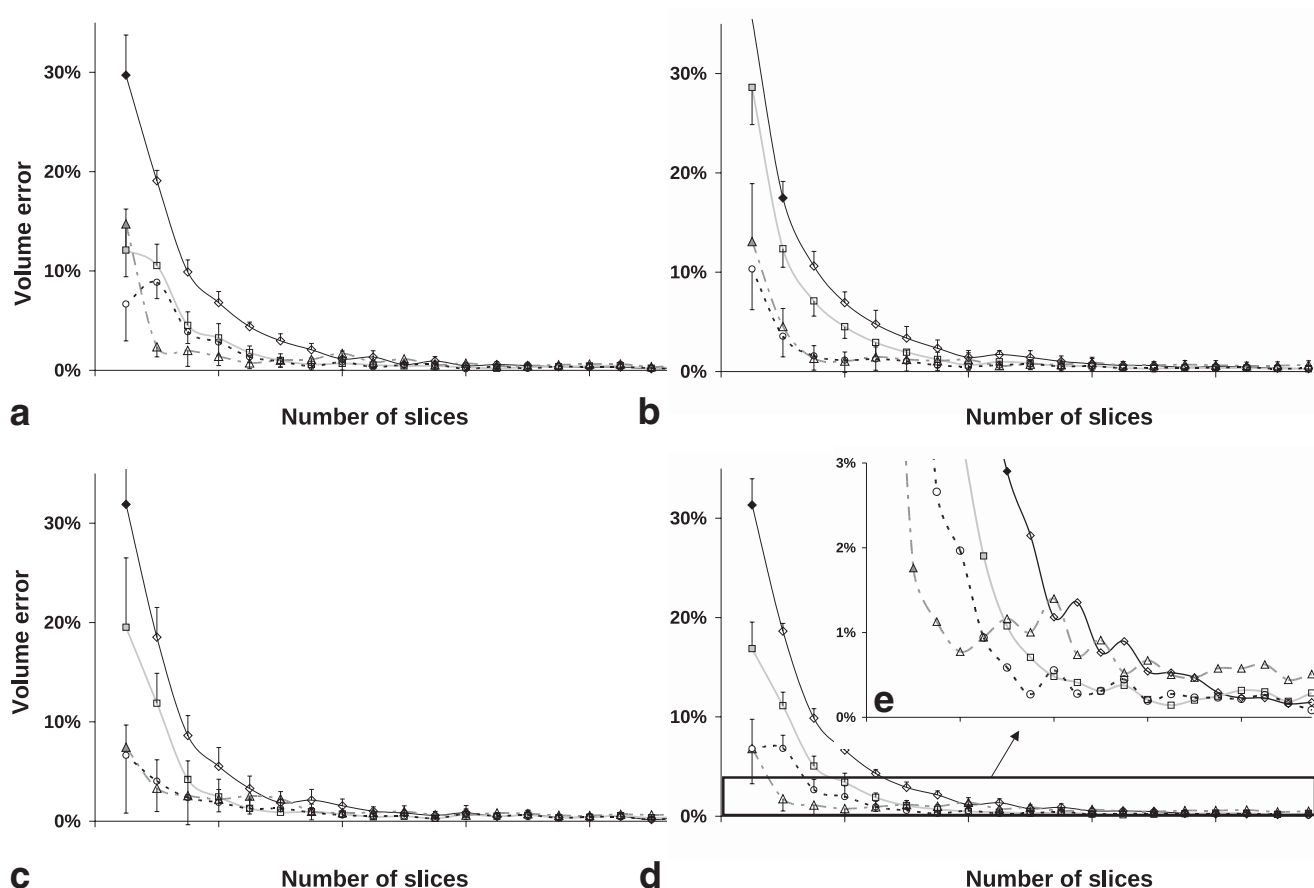 30%
20%
10%
0%
Volume error
Number of slices
a
30%
20%
10%
0%
Number of slices
b
30%
20%
10%
0%
Volume error
Number of slices
c
30%
20%
10%
0%
Number of slices
d
3%
2%
1%
0%
e